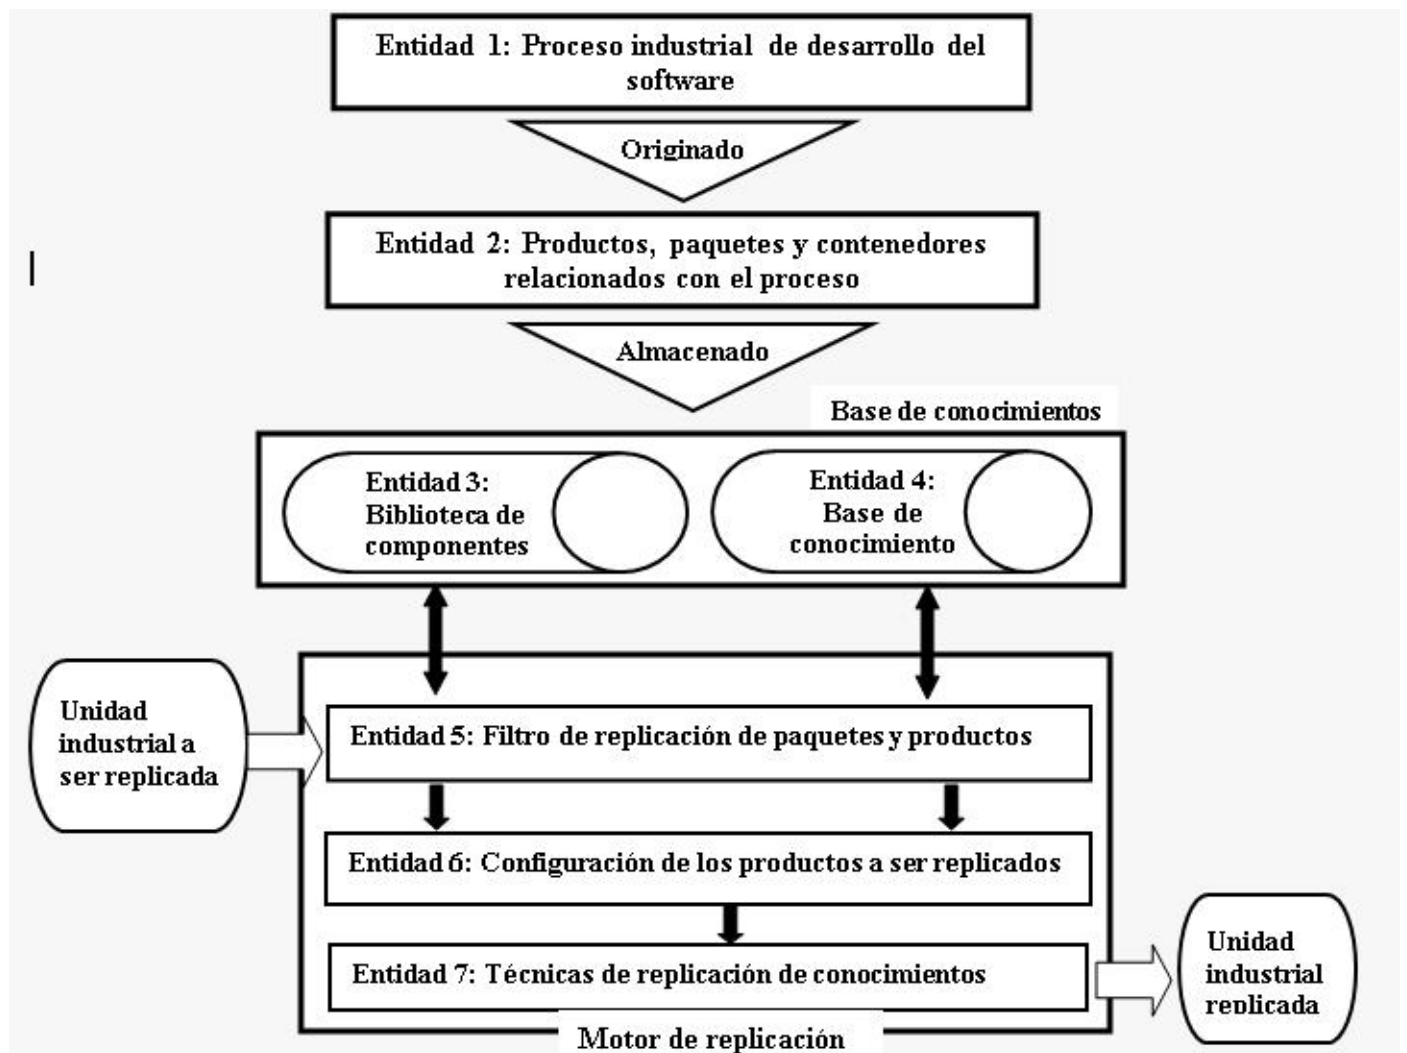 Entidad 1: Proceso industrial de desarrollo del
software
Originado
Entidad 2: Productos, paquetes y contenedores
relacionados con el proceso
Almacenado
Base de conocimientos
Entidad 3:
Biblioteca de
componentes
Entidad 4:
Base de
conocimiento
Unidad
industrial a
ser replicada
Entidad 5: Filtro de replicación de paquetes y productos
Entidad 6: Configuración de los productos a ser replicados
Entidad 7: Técnicas de replicación de conocimientos
Unidad
industrial
replicada
Motor de replicación